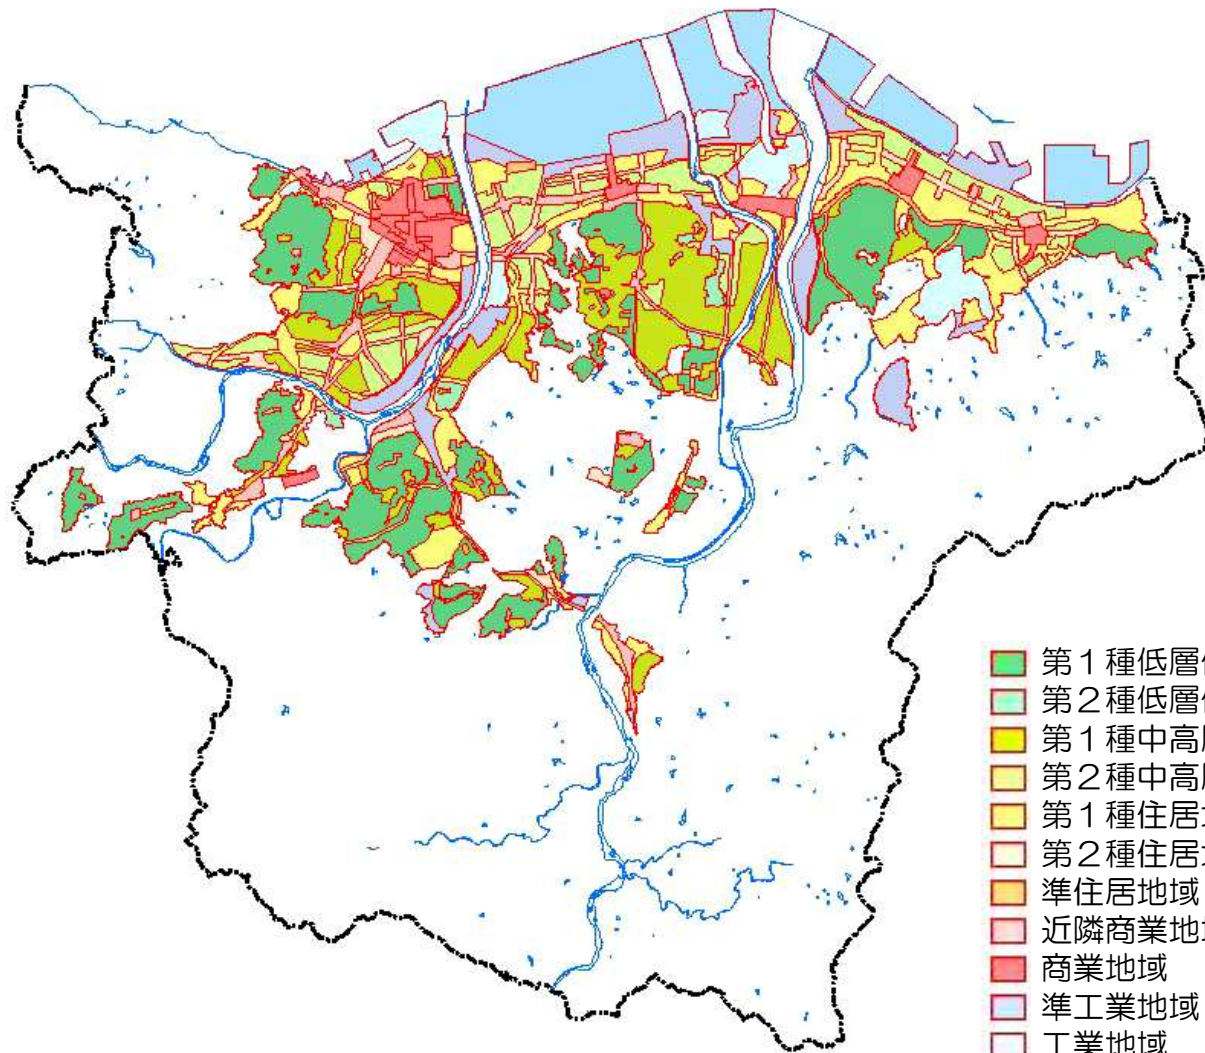 第１種低層
第２種低層
第１種中高
第２種中高
第１種住居
第２種住居
準住居地域
近隣商業地
商業地域
準工業地域
工業地域